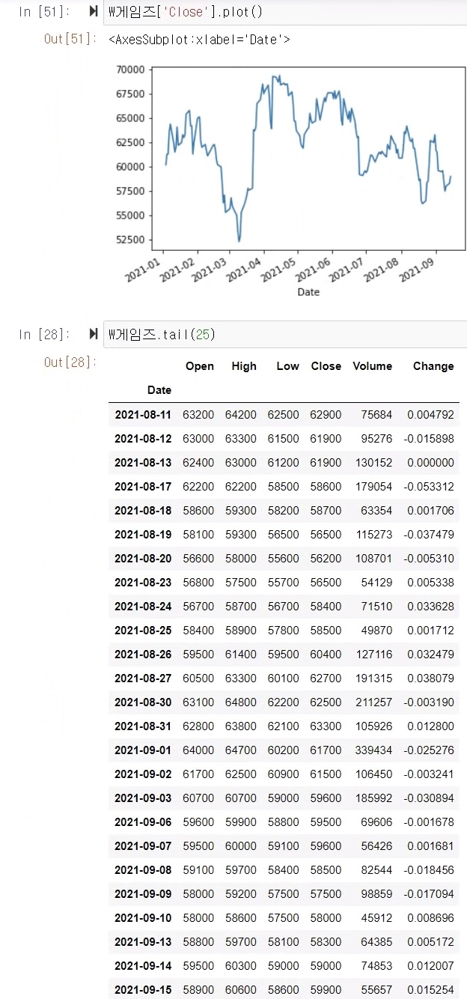 In [51]: W게임즈['Close'].plot()
Out[51]: <AxesSubplot:xlabel='Date'>
70000
67500
65000
62500
60000
57500
55000
52500
2021-01 2021-02 2021-03 2021-04 2021-05 2021-06 2021-07 2021-08 2021-09
Date
In [28]: W게임즈.tail(25)
Out[28]:
Open High Low Close Volume Change
Date
2021-08-11 63200 64200 62500 62900 75684 0.004792
2021-08-12 63000 63300 61500 61900 95276 -0.015898
2021-08-13 62400 63000 61200 61900 130152 0.000000
2021-08-17 62200 62200 58500 58600 179054 -0.053312
2021-08-18 58600 59300 58200 58700 63354 0.001706
2021-08-19 58100 59300 56500 56500 115273 -0.037479
2021-08-20 56600 58000 55600 56200 108701 -0.005310
2021-08-23 56800 57500 55700 56500 54129 0.005338
2021-08-24 56700 58700 56700 58400 71510 0.033628
2021-08-25 58400 58900 57800 58500 49870 0.001712
2021-08-26 59500 61400 59500 60400 127116 0.032479
2021-08-27 60500 63300 60100 62700 191315 0.038079
2021-08-30 63100 64800 62200 62500 211257 -0.003190
2021-08-31 62800 63800 62100 63300 105926 0.012800
2021-09-01 64000 64700 60200 61700 339434 -0.025276
2021-09-02 61700 62500 60900 61500 106450 -0.003241
2021-09-03 60700 60700 59000 59600 185992 -0.030894
2021-09-06 59600 59900 58800 59500 69606 -0.001678
2021-09-07 59500 60000 59100 59600 56426 0.001681
2021-09-08 59100 59700 58400 58500 82544 -0.018456
2021-09-09 58000 59200 57500 57500 98859 -0.017094
2021-09-10 58000 58600 57500 58000 45912 0.008696
2021-09-13 58800 59700 58100 58300 64385 0.005172
2021-09-14 59500 60300 59000 59000 74853 0.012007
2021-09-15 58900 60600 58600 59900 55657 0.015254